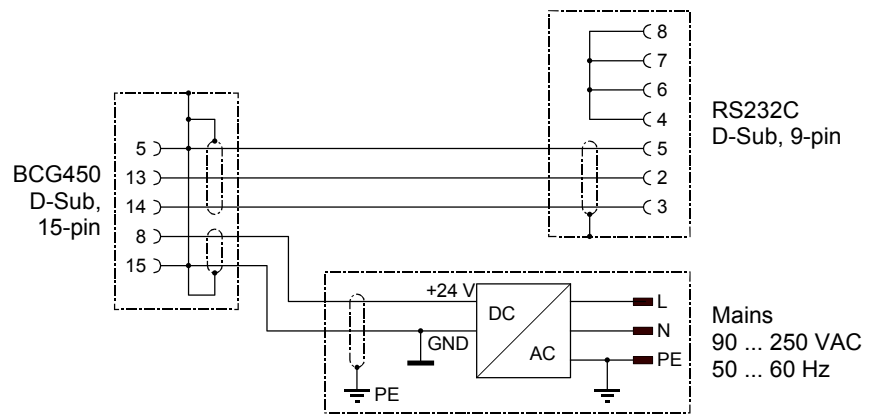 BCG450
D-Sub,
15-pin
5
13
14
8
15
8
7
6
4
5
2
3
RS232C
D-Sub, 9-pin
+24 V
GND
PE
DC
AC
L
N
PE
Mains
90 ... 250 VAC
50 ... 60 Hz